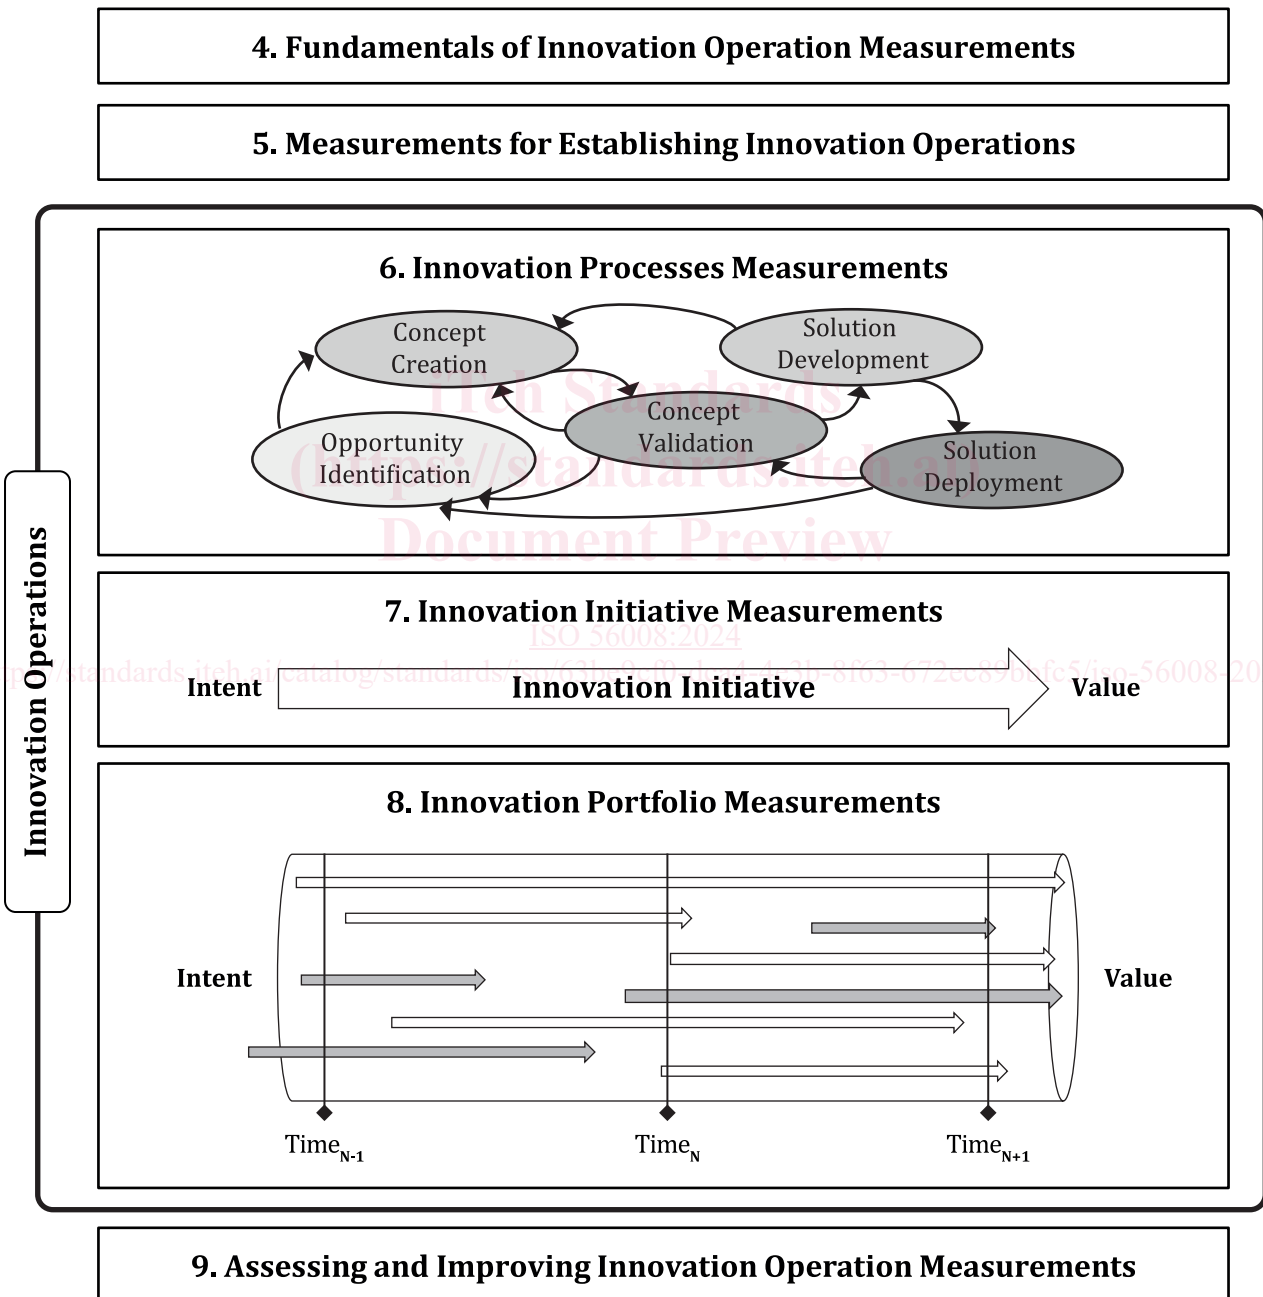 4. Fundamentals of Innovation Operation Measurements
5. Measurements for Establishing Innovation Operations
Innovation Operations
6. Innovation Processes Measurements
Concept
Creation
Solution
Development
Concept
Validation
Opportunity
Identification
Solution
Deployment
iTeh Standards
(https://standards.iteh.ai)
Document Preview
7. Innovation Initiative Measurements
ISO 56008:2024
Intent
Innovation Initiative
Value
8. Innovation Portfolio Measurements
Intent
Value
Time N-1
Time N
Time N+1
9. Assessing and Improving Innovation Operation Measurements